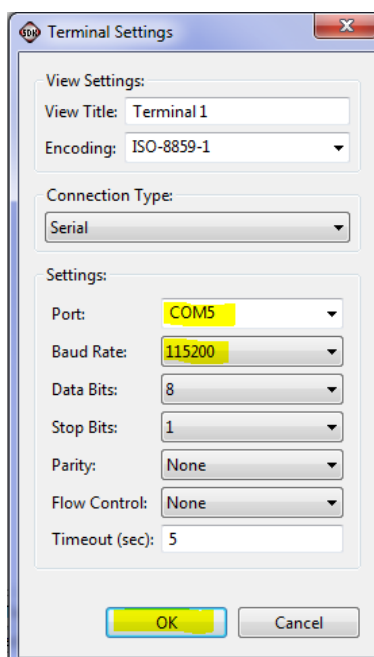 SDK Terminal Settings
View Settings:
View Title: Terminal 1
Encoding: ISO-8859-1
Connection Type:
Serial
Settings:
Port: COM5
Baud Rate: 115200
Data Bits: 8
Stop Bits: 1
Parity: None
Flow Control: None
Timeout (sec): 5
OK Cancel